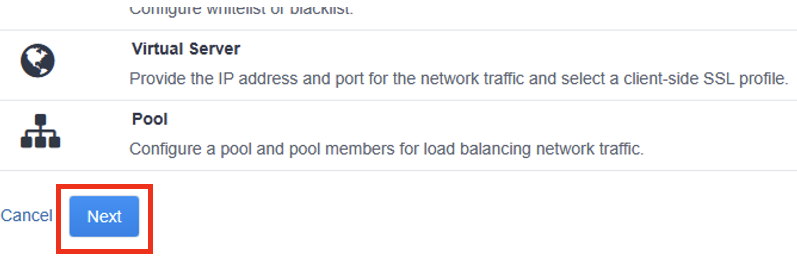 Configure whitelist or blacklist.
Virtual Server
Provide the IP address and port for the network traffic and select a client-side SSL profile.
Pool
Configure a pool and pool members for load balancing network traffic.
Cancel Next